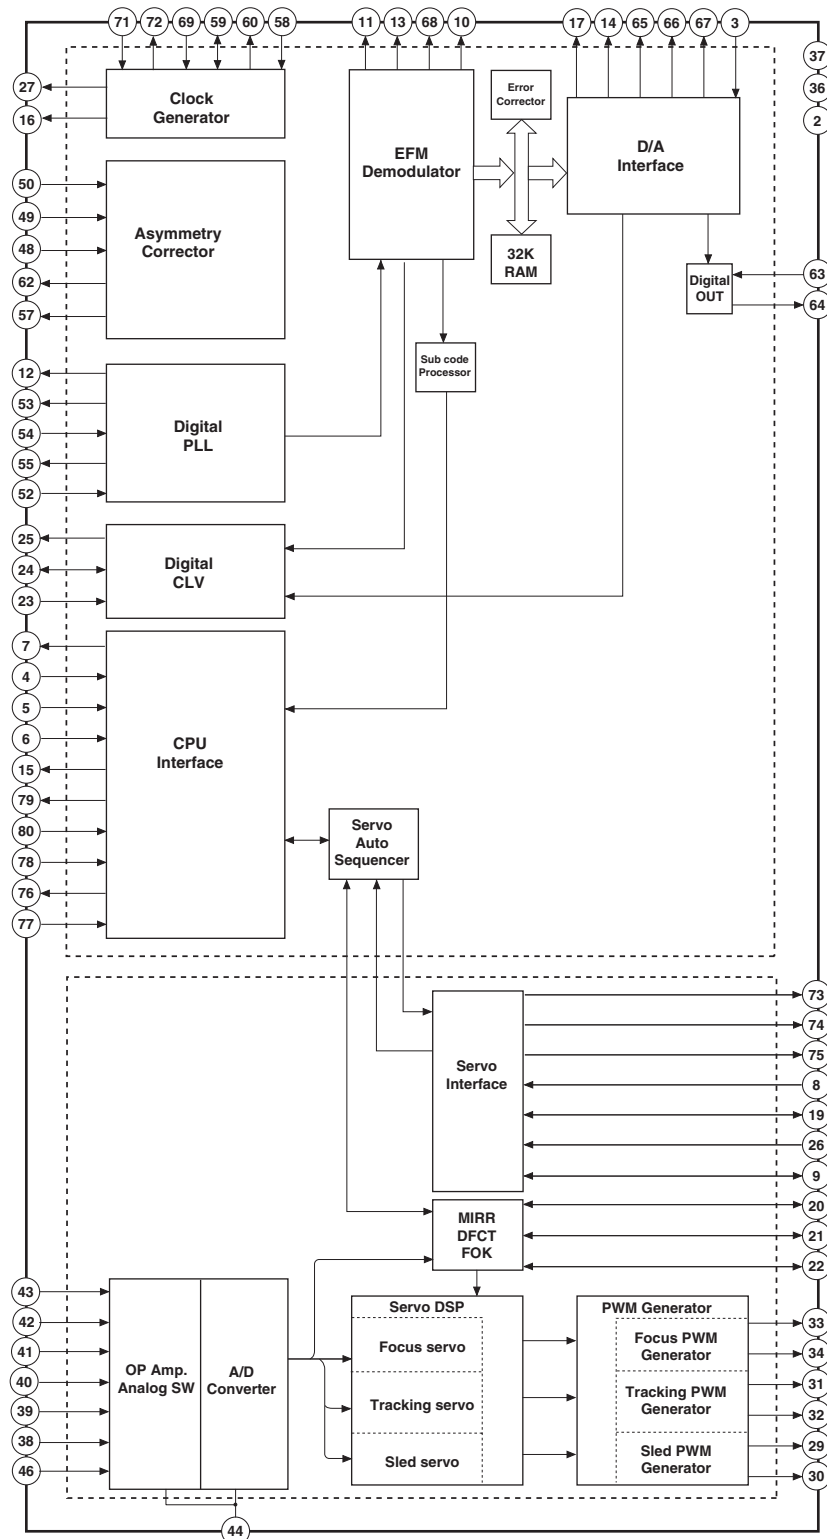 71 72 69 59 60 58 11 13 68 10 17 14 65 66 67 3
37
27
36
16
2
Clock
Generator
Error
Corrector
EFM
Demodulator
D/A
Interface
50
49
48
62
57
Asymmetry
Corrector
32K
RAM
Digital
OUT
63
64
Sub code
Processor
12
53
54
55
52
Digital
PLL
25
24
23
Digital
CLV
7
4
5
6
15
79
80
78
76
77
CPU
Interface
Servo
Auto
Sequencer
Servo
Interface
73
74
75
8
19
26
9
MIRR
DFCT
FOK
20
21
22
43
42
41
40
39
38
46
OP Amp.
Analog SW
A/D
Converter
Servo DSP
Focus servo
Tracking servo
Sled servo
PWM Generator
Focus PWM
Generator
Tracking PWM
Generator
Sled PWM
Generator
33
34
31
32
29
30
44